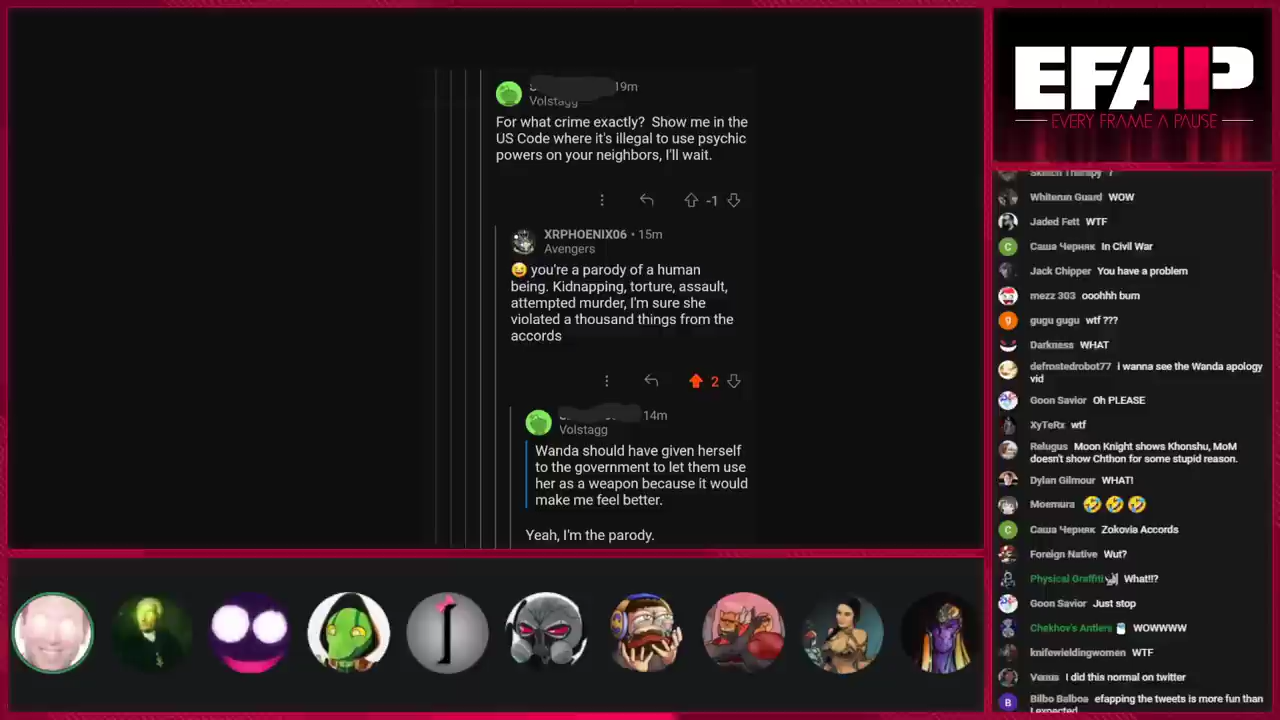 19m
Volstagg
For what crime exactly? Show me in the
US Code where it's illegal to use psychic
powers on your neighbors, I'll wait.
-1
XRPHOENIX06 • 15m
Avengers
😆 you're a parody of a human
being. Kidnapping, torture, assault,
attempted murder, I'm sure she
violated a thousand things from the
accords
2
14m
Volstagg
Wanda should have given herself
to the government to let them use
her as a weapon because it would
make me feel better.
Yeah, I'm the parody.
EFAP
EVERY FRAME A PAUSE
Whiterun Guard WOW
Jaded Fett WTF
Саша Черняк In Civil War
Jack Chipper You have a problem
mezz 303 ooohhh burn
gugu gugu wtf ???
Darkness WHAT
defrostedrobot77 i wanna see the Wanda apology
vid
Goon Savior Oh PLEASE
XyTeRx wtf
Relugus Moon Knight shows Khonshu, MoM
doesn't show Chthon for some stupid reason.
Dylan Gilmour WHAT!
Moemura 🤣🤣🤣
Саша Черняк Zokovia Accords
Foreign Native Wut?
Physical Graffiti What!!?
Goon Savior Just stop
Chekhov's Antlers WOWWWW
knifewieldingwomen WTF
Venus I did this normal on twitter
Bilbo Balboa efapping the tweets is more fun than
I expected